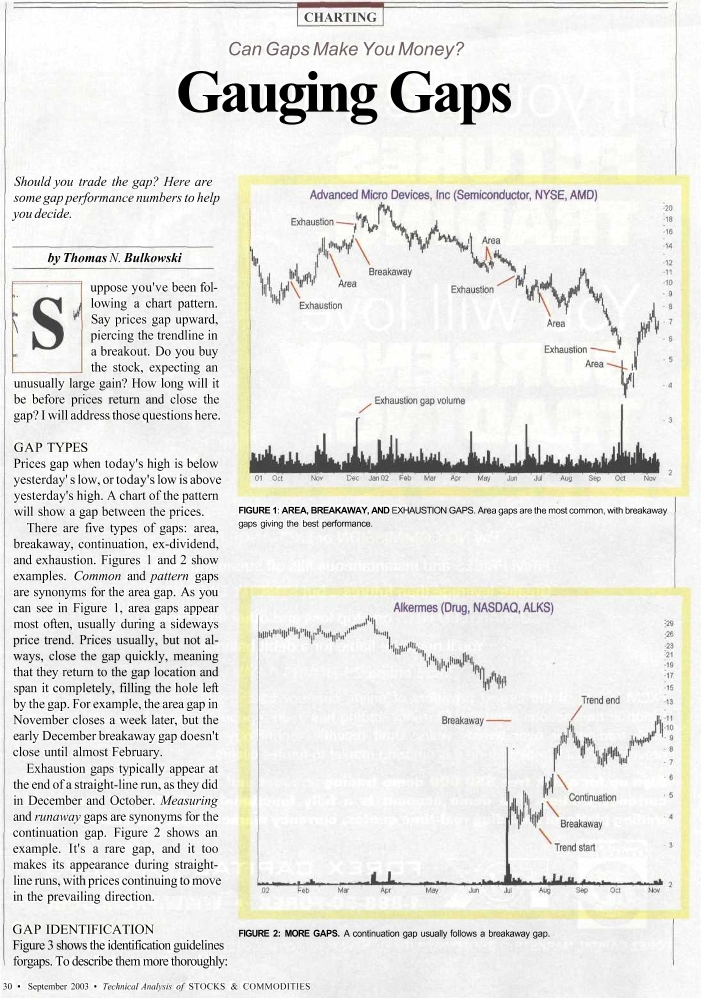 CHARTING
Can Gaps Make You Money?
Gauging Gaps
Should you trade the gap? Here are
some gap performance numbers to help
you decide.
by Thomas N. Bulkowski
Suppose you've been fol-
lowing a chart pattern.
Say prices gap upward,
piercing the trendline in
a breakout. Do you buy
the stock, expecting an
unusually large gain? How long will it
be before prices return and close the
gap? I will address those questions here.
GAP TYPES
Prices gap when today's high is below
yesterday's low, or today's low is above
yesterday's high. A chart of the pattern
will show a gap between the prices.
There are five types of gaps: area,
breakaway, continuation, ex-dividend,
and exhaustion. Figures 1 and 2 show
examples. Common and pattern gaps
are synonyms for the area gap. As you
can see in Figure 1, area gaps appear
most often, usually during a sideways
price trend. Prices usually, but not al-
ways, close the gap quickly, meaning
that they return to the gap location and
span it completely, filling the hole left
by the gap. For example, the area gap in
November closes a week later, but the
early December breakaway gap doesn't
close until almost February.
Exhaustion gaps typically appear at
the end of a straight-line run, as they did
in December and October. Measuring
and runaway gaps are synonyms for the
continuation gap. Figure 2 shows an
example. It's a rare gap, and it too
makes its appearance during straight-
line runs, with prices continuing to move
in the prevailing direction.
GAP IDENTIFICATION
Figure 3 shows the identification guidelines
forgaps. To describe them more thoroughly:
Advanced Micro Devices, Inc (Semiconductor, NYSE, AMD)
Exhaustion
Breakaway
Area
Exhaustion
Area
Exhaustion
Area
Exhaustion
Area
Exhaustion gap volume
20
18
16
14
12
11
10
9
8
7
6
5
4
3
2
01 Oct Nov Dec Jan 02 Feb Mar Apr May Jun Jul Aug Sep Oct Nov
FIGURE 1: AREA, BREAKAWAY, AND EXHAUSTION GAPS. Area gaps are the most common, with breakaway
gaps giving the best performance.
Alkermes (Drug, NASDAQ, ALKS)
Breakaway
Trend end
Continuation
Breakaway
Trend start
29
26
23
21
19
17
15
13
11
10
9
8
7
6
5
4
3
2
.02 Feb Mar Apr May Jun Jul Aug Sep Oct Nov
FIGURE 2: MORE GAPS. A continuation gap usually follows a breakaway gap.
30 • September 2003 • Technical Analysis of STOCKS & COMMODITIES